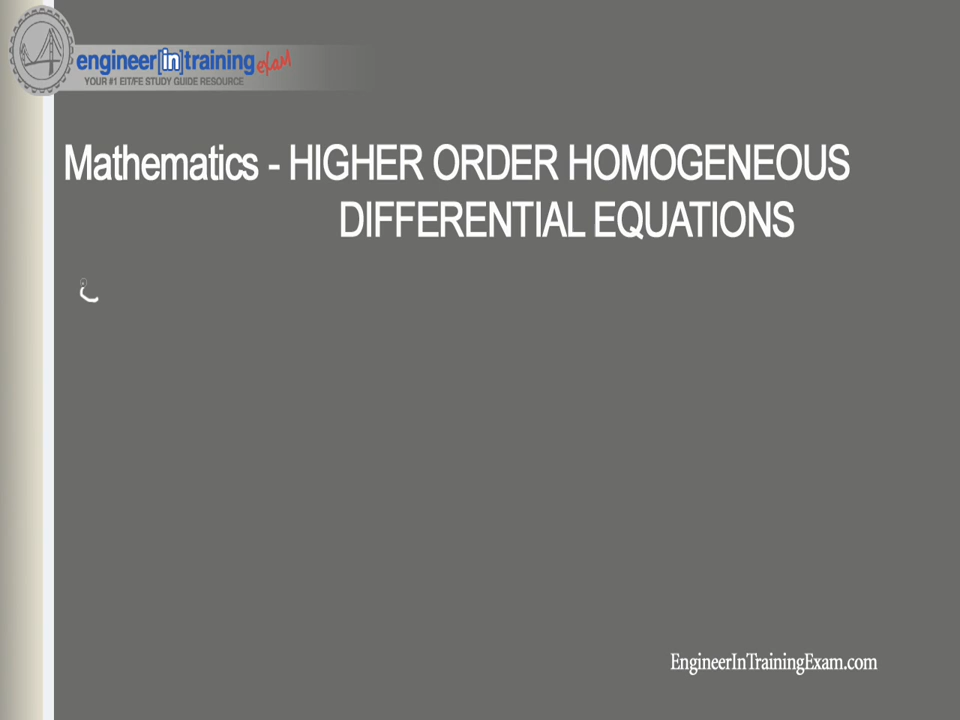 engineer[in]training exam
YOUR #1 EIT/FE STUDY GUIDE RESOURCE
Mathematics - HIGHER ORDER HOMOGENEOUS
DIFFERENTIAL EQUATIONS
EngineerInTrainingExam.com